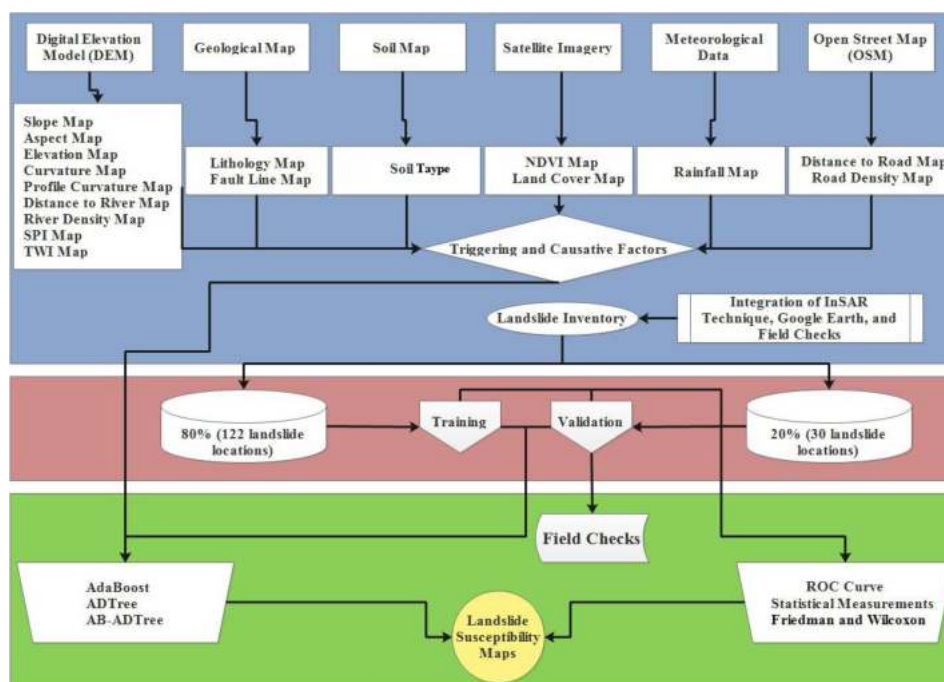 Digital Elevation
Model (DEM)
Geological Map
Soil Map
Satellite Imagery
Meteorological
Data
Open Street Map
(OSM)
Slope Map
Aspect Map
Elevation Map
Curvature Map
Profile Curvature Map
Distance to River Map
River Density Map
SPI Map
TWI Map
Lithology Map
Fault Line Map
Soil Taype
NDVI Map
Land Cover Map
Rainfall Map
Distance to Road Map
Road Density Map
Triggering and Causative Factors
Landslide Inventory
Integration of InSAR
Technique, Google Earth, and
Field Checks
80% (122 landslide
locations)
Training
Validation
20% (30 landslide
locations)
Field Checks
AdaBoost
ADTree
AB-ADTree
Landslide
Susceptibility
Maps
ROC Curve
Statistical Measurements
Friedman and Wilcoxon